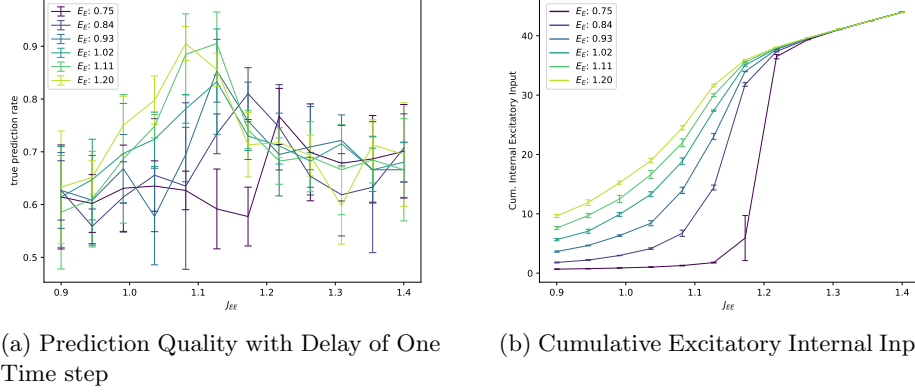 E_E: 0.75
E_E: 0.84
E_E: 0.93
E_E: 1.02
E_E: 1.11
E_E: 1.20
true prediction rate
0.9
0.8
0.7
0.6
0.5
0.9 1.0 1.1 1.2 1.3 1.4
J_EE
(a) Prediction Quality with Delay of One
Time step
E_E: 0.75
E_E: 0.84
E_E: 0.93
E_E: 1.02
E_E: 1.11
E_E: 1.20
Cum. Internal Excitatory Input
40
30
20
10
0
0.9 1.0 1.1 1.2 1.3 1.4
J_EE
(b) Cumulative Excitatory Internal Inp